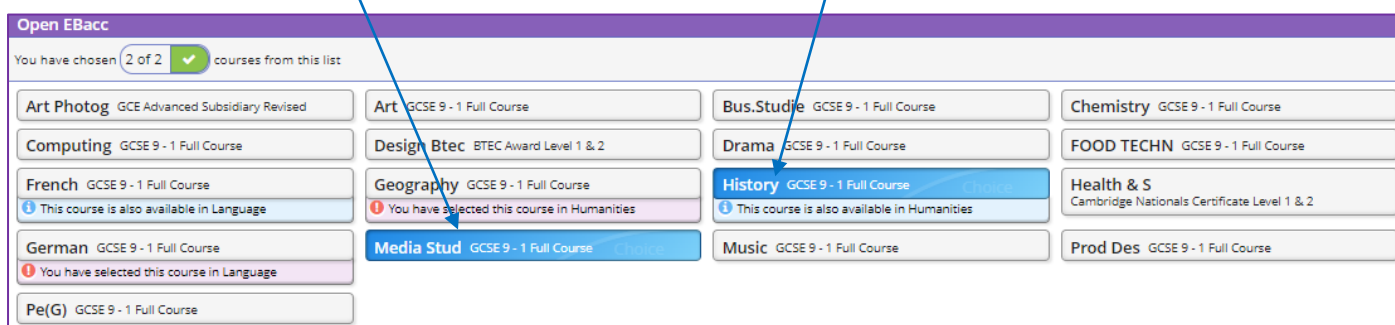 Open EBacc
You have chosen 2 of 2 courses from this list
Art Photog GCE Advanced Subsidiary Revised
Art GCSE 9 - 1 Full Course
Bus.Studie GCSE 9 - 1 Full Course
Chemistry GCSE 9 - 1 Full Course
Computing GCSE 9 - 1 Full Course
Design Btec BTEC Award Level 1 & 2
Drama GCSE 9 - 1 Full Course
FOOD TECHN GCSE 9 - 1 Full Course
French GCSE 9 - 1 Full Course
This course is also available in Language
Geography GCSE 9 - 1 Full Course
You have selected this course in Humanities
History GCSE 9 - 1 Full Course Choice
This course is also available in Humanities
Health & S
Cambridge Nationals Certificate Level 1 & 2
German GCSE 9 - 1 Full Course
You have selected this course in Language
Media Stud GCSE 9 - 1 Full Course Choice
Music GCSE 9 - 1 Full Course
Prod Des GCSE 9 - 1 Full Course
Pe(G) GCSE 9 - 1 Full Course